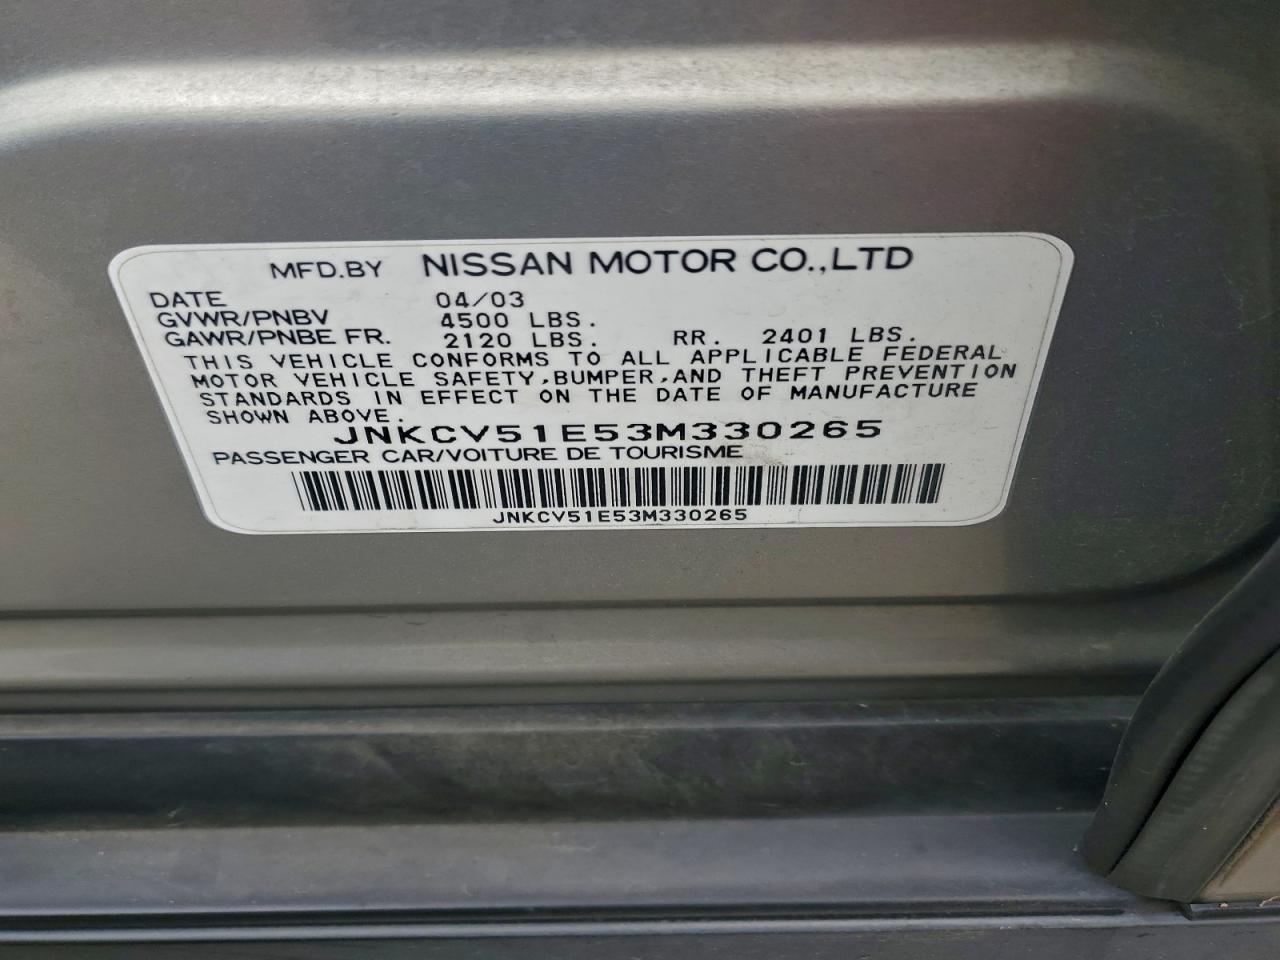 MFD.BY NISSAN MOTOR CO.,LTD
DATE 04/03
GVWR/PNBV 4500 LBS.
GAWR/PNBE FR. 2120 LBS. RR. 2401 LBS.
THIS VEHICLE CONFORMS TO ALL APPLICABLE FEDERAL
MOTOR VEHICLE SAFETY,BUMPER,AND THEFT PREVENTION
STANDARDS IN EFFECT ON THE DATE OF MANUFACTURE
SHOWN ABOVE.
JNKCV51E53M330265
PASSENGER CAR/VOITURE DE TOURISME
JNKCV51E53M330265